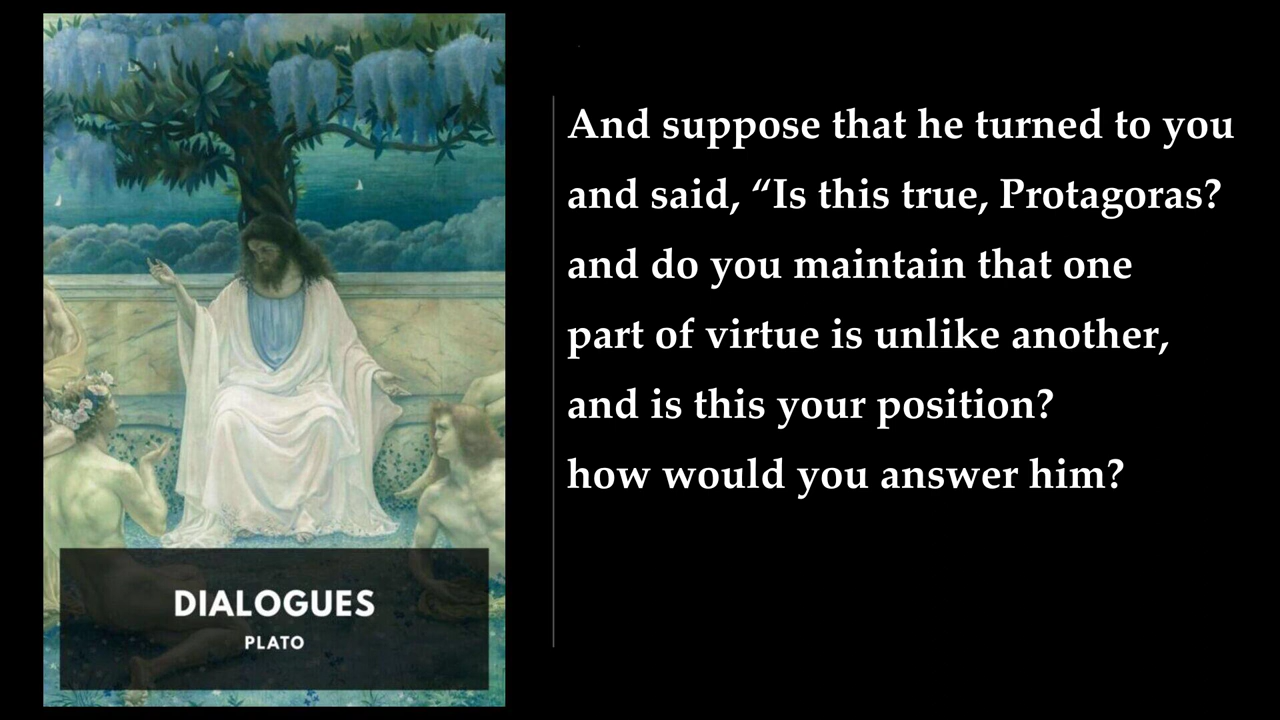 DIALOGUES
PLATO
And suppose that he turned to you
and said, “Is this true, Protagoras?
and do you maintain that one
part of virtue is unlike another,
and is this your position?
how would you answer him?